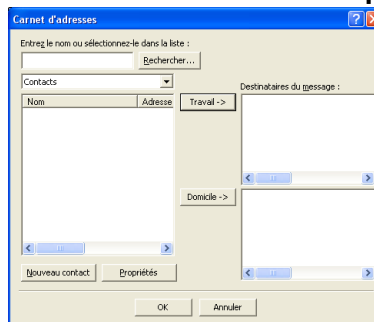 Carnet d'adresses
Entrez le nom ou sélectionnez-le dans la liste :
Rechercher...
Contacts
Destinataires du message :
Nom Adresse Travail ->
Domicile ->
Nouveau contact Propriétés
OK Annuler